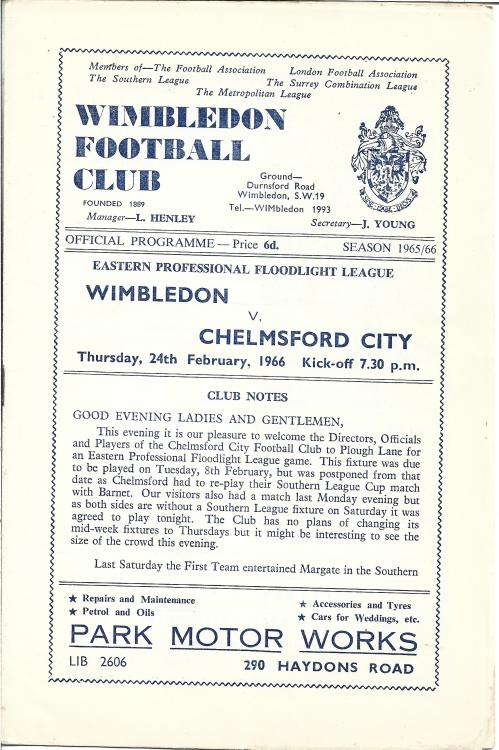 Members of—The Football Association London Football Association
The Southern League The Surrey Combination League
The Metropolitan League
WIMBLEDON
FOOTBALL
CLUB
FOUNDED 1889
Ground—
Durnsford Road
Wimbledon, S.W.19
Tel.—WIMbledon 1993
Manager—L. HENLEY
Secretary—J. YOUNG
OFFICIAL PROGRAMME — Price 6d. SEASON 1965/66
EASTERN PROFESSIONAL FLOODLIGHT LEAGUE
WIMBLEDON
V.
CHELMSFORD CITY
Thursday, 24th February, 1966 Kick-off 7.30 p.m.
CLUB NOTES
GOOD EVENING LADIES AND GENTLEMEN,
This evening it is our pleasure to welcome the Directors, Officials
and Players of the Chelmsford City Football Club to Plough Lane for
an Eastern Professional Floodlight League game. This fixture was due
to be played on Tuesday, 8th February, but was postponed from that
date as Chelmsford had to re-play their Southern League Cup match
with Barnet. Our visitors also had a match last Monday evening but
as both sides are without a Southern League fixture on Saturday it was
agreed to play tonight. The Club has no plans of changing its
mid-week fixtures to Thursdays but it might be interesting to see the
size of the crowd this evening.
Last Saturday the First Team entertained Margate in the Southern
★ Repairs and Maintenance ★ Accessories and Tyres
★ Petrol and Oils ★ Cars for Weddings, etc.
PARK MOTOR WORKS
LIB 2606 290 HAYDONS ROAD